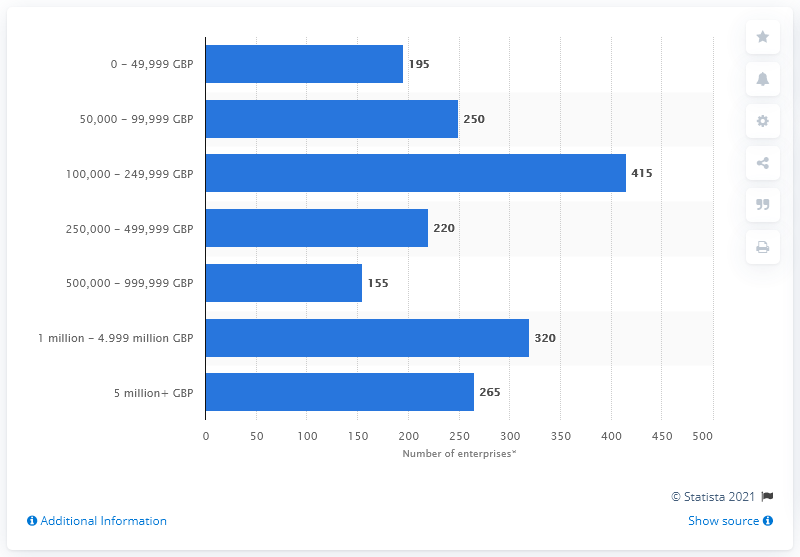 0 – 49,999 GBP 195
50,000 – 99,999 GBP 250
100,000 – 249,999 GBP 415
250,000 – 499,999 GBP 220
500,000 – 999,999 GBP 155
1 million – 4.999 million GBP 320
5 million+ GBP 265
0 50 100 150 200 250 300 350 400 450 500
Number of enterprises*
© Statista 2021
Additional Information Show source